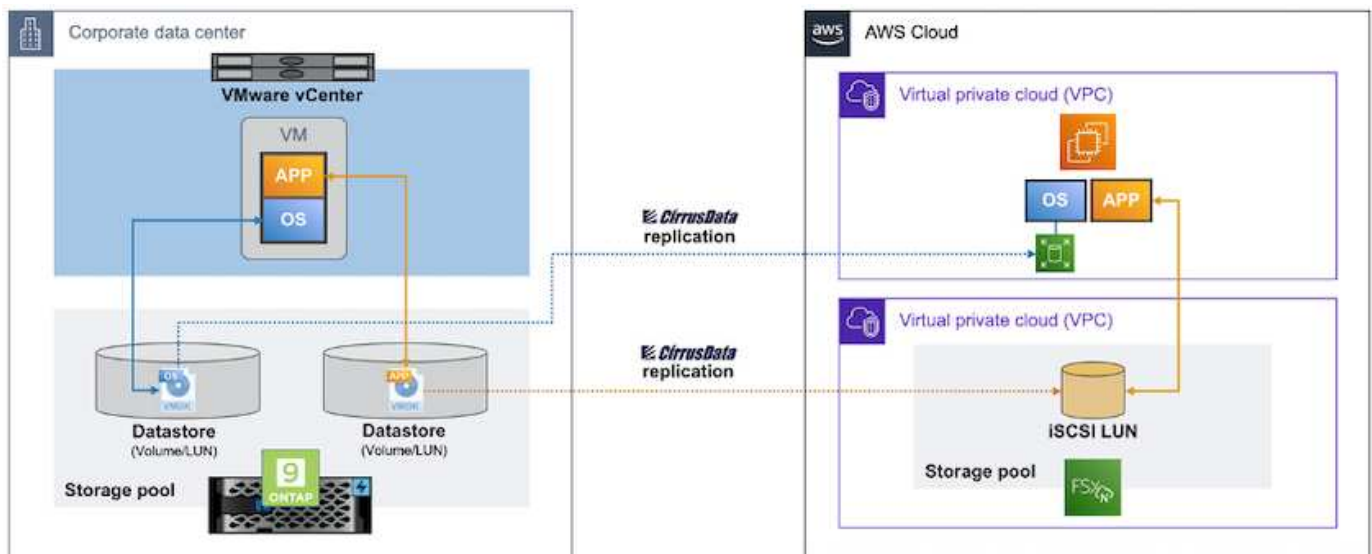 Corporate data center
VMware vCenter
VM
APP
OS
OS
VMDK
APP
VMDK
Datastore
(Volume/LUN)
Datastore
(Volume/LUN)
Storage pool
9
ONTAP
CirrusData
replication
CirrusData
replication
aws
AWS Cloud
Virtual private cloud (VPC)
OS
APP
Virtual private cloud (VPC)
iSCSI LUN
Storage pool
FSx
N